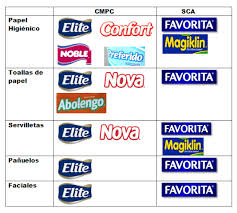 CMPC SCA
Papel Higiénico Elite Confort FAVORITA
NOBLE Preferido Magiklin
Toallas de papel Elite Nova FAVORITA
Abolengo
Servilletas Elite Nova FAVORITA
Magiklin
Pañuelos Elite FAVORITA
Faciales Elite FAVORITA